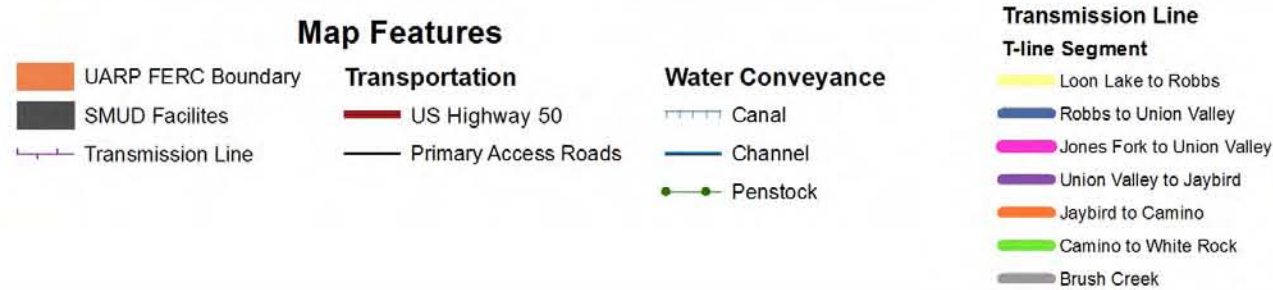 Map Features
UARP FERC Boundary
SMUD Facilites
Transmission Line
Transportation
US Highway 50
Primary Access Roads
Water Conveyance
Canal
Channel
Penstock
Transmission Line
T-line Segment
Loon Lake to Robbs
Robbs to Union Valley
Jones Fork to Union Valley
Union Valley to Jaybird
Jaybird to Camino
Camino to White Rock
Brush Creek